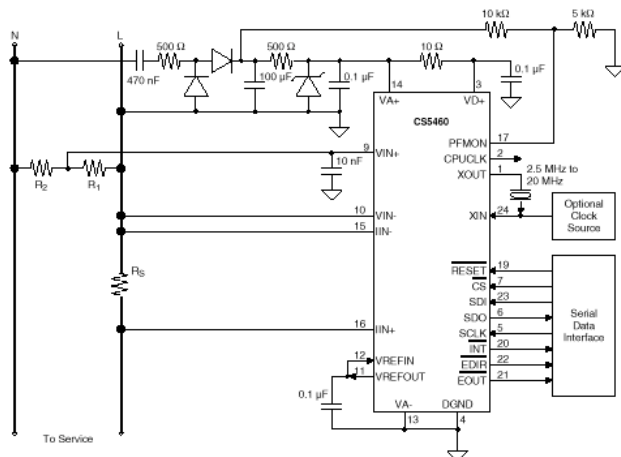 N
L
500 Ω
470 nF
500 Ω
100 µF
0.1 µF
10 kΩ
5 kΩ
10 Ω
0.1 µF
14
VA+
3
VD+
CS5460
PFMON
17
CPUCLK
2
XOUT
1
2.5 MHz to
20 MHz
XIN
24
Optional
Clock
Source
9
VIN+
10 nF
R2
R1
10
VIN-
15
IIN-
RS
16
IIN+
RESET
19
CS
7
SDI
23
SDO
6
SCLK
5
INT
20
EDIR
22
EOUT
21
Serial
Data
Interface
12
VREFIN
11
VREFOUT
0.1 µF
VA-
13
DGND
4
To Service